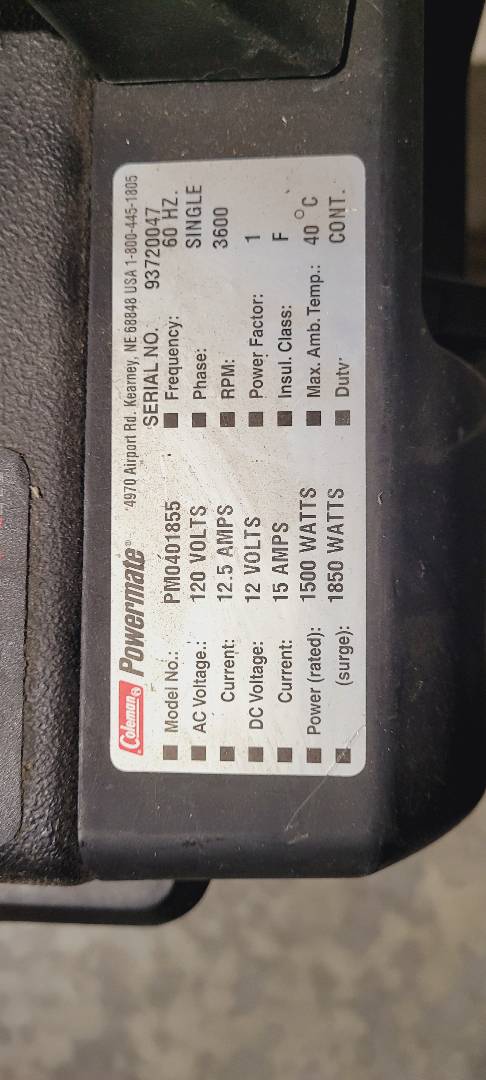 Coleman® Powermate® 4970 Airport Rd. Kearney, NE 68848 USA 1-800-445-1805
SERIAL NO. 93720047
■ Model No.: PM0401855 ■ Frequency: 60 HZ.
■ AC Voltage.: 120 VOLTS ■ Phase: SINGLE
■ Current: 12.5 AMPS ■ RPM: 3600
■ DC Voltage: 12 VOLTS ■ Power Factor: 1
■ Current: 15 AMPS ■ Insul. Class: F
■ Power (rated): 1500 WATTS ■ Max. Amb. Temp.: 40 °C
■ (surge): 1850 WATTS ■ Duty: CONT.